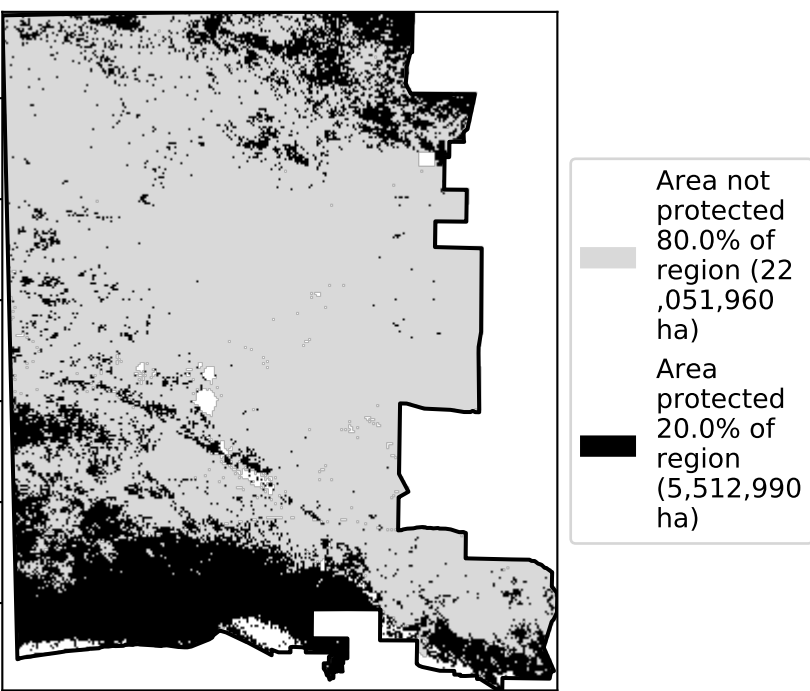 Area not
protected
80.0% of
region (22
,051,960
ha)
Area
protected
20.0% of
region
(5,512,990
ha)